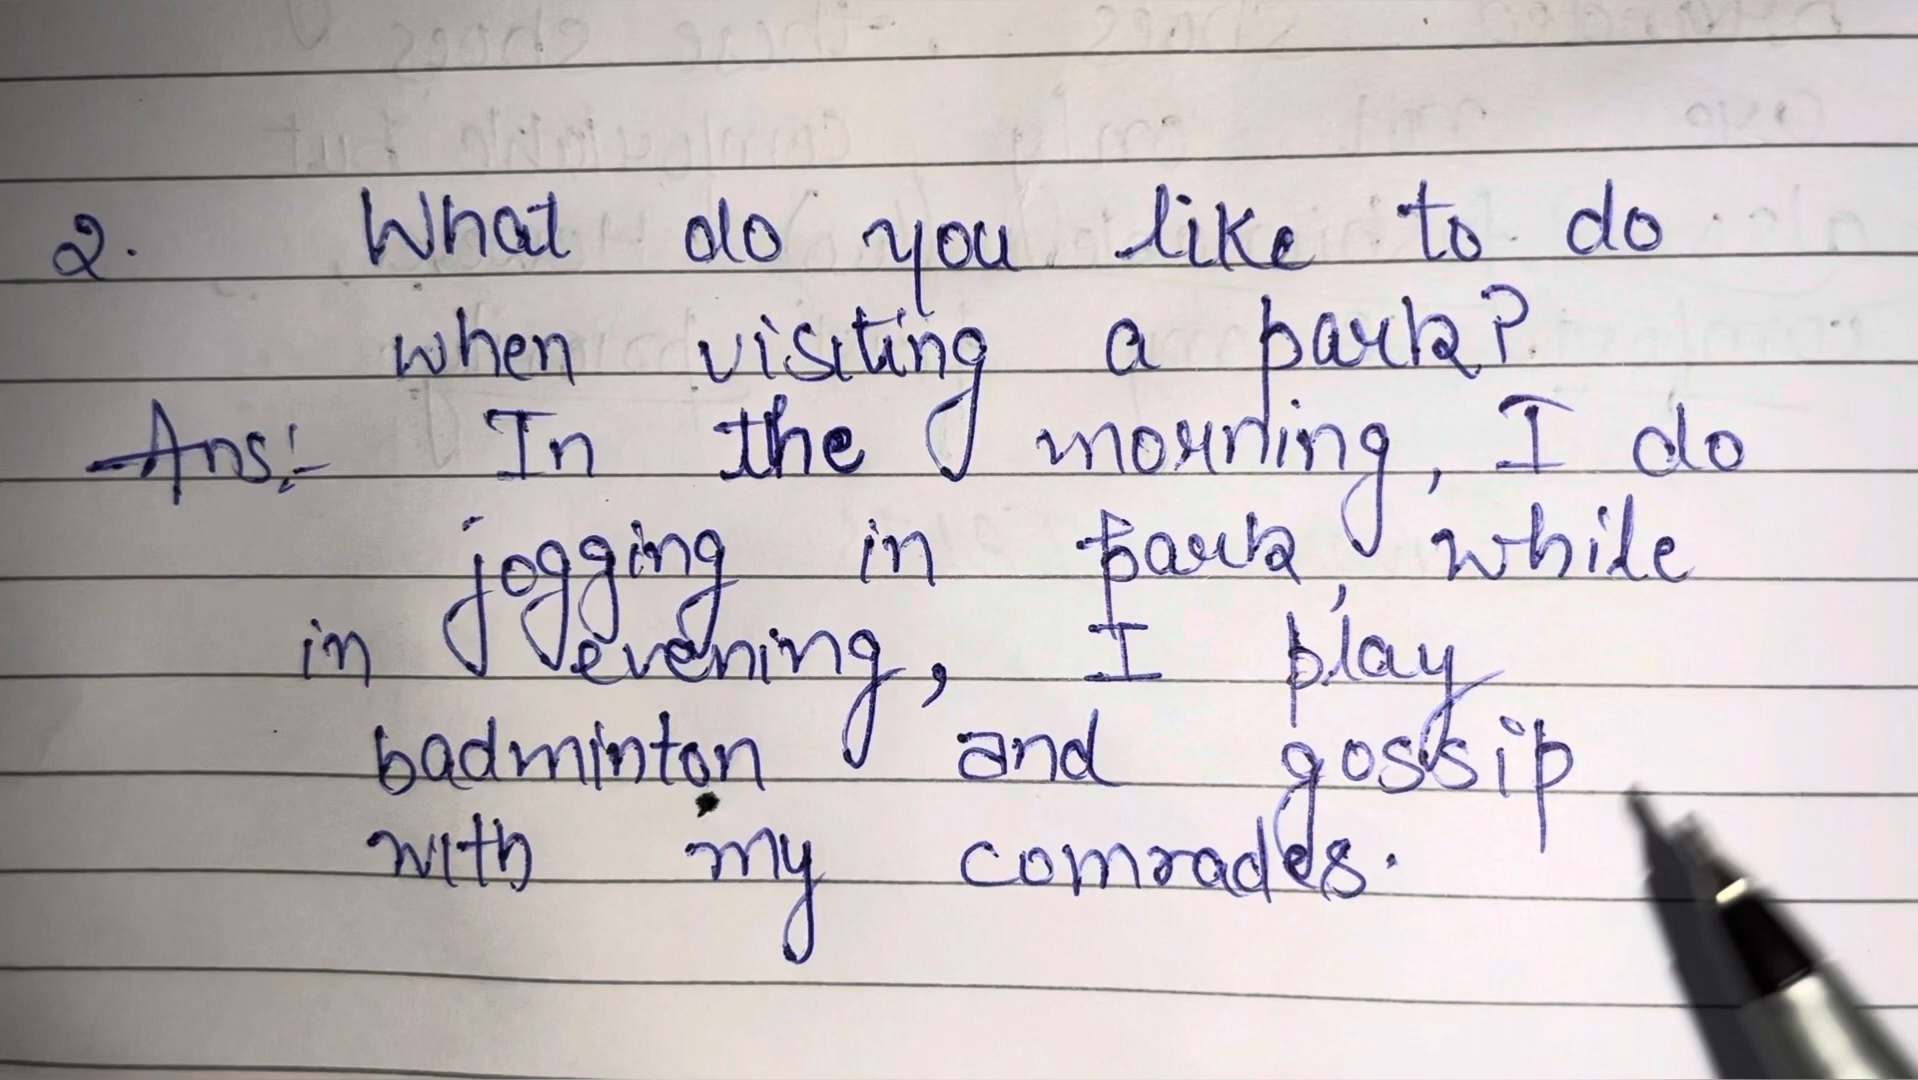 2. What do you like to do
when visiting a park?
Ans:- In the morning, I do
jogging in park, while
in evening, I play
badminton and gossip
with my comrades.